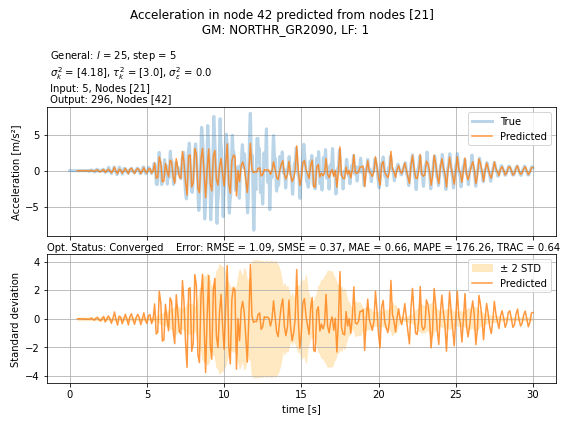 Acceleration in node 42 predicted from nodes [21]
GM: NORTHR_GR2090, LF: 1
General: l = 25, step = 5
σ²ₖ = [4.18], τ²ₖ = [3.0], σ²ε = 0.0
Input: 5, Nodes [21]
Output: 296, Nodes [42]
True
Predicted
5
0
−5
Acceleration [m/s²]
Opt. Status: Converged Error: RMSE = 1.09, SMSE = 0.37, MAE = 0.66, MAPE = 176.26, TRAC = 0.64
± 2 STD
Predicted
4
2
0
−2
−4
Standard deviation
0 5 10 15 20 25 30
time [s]